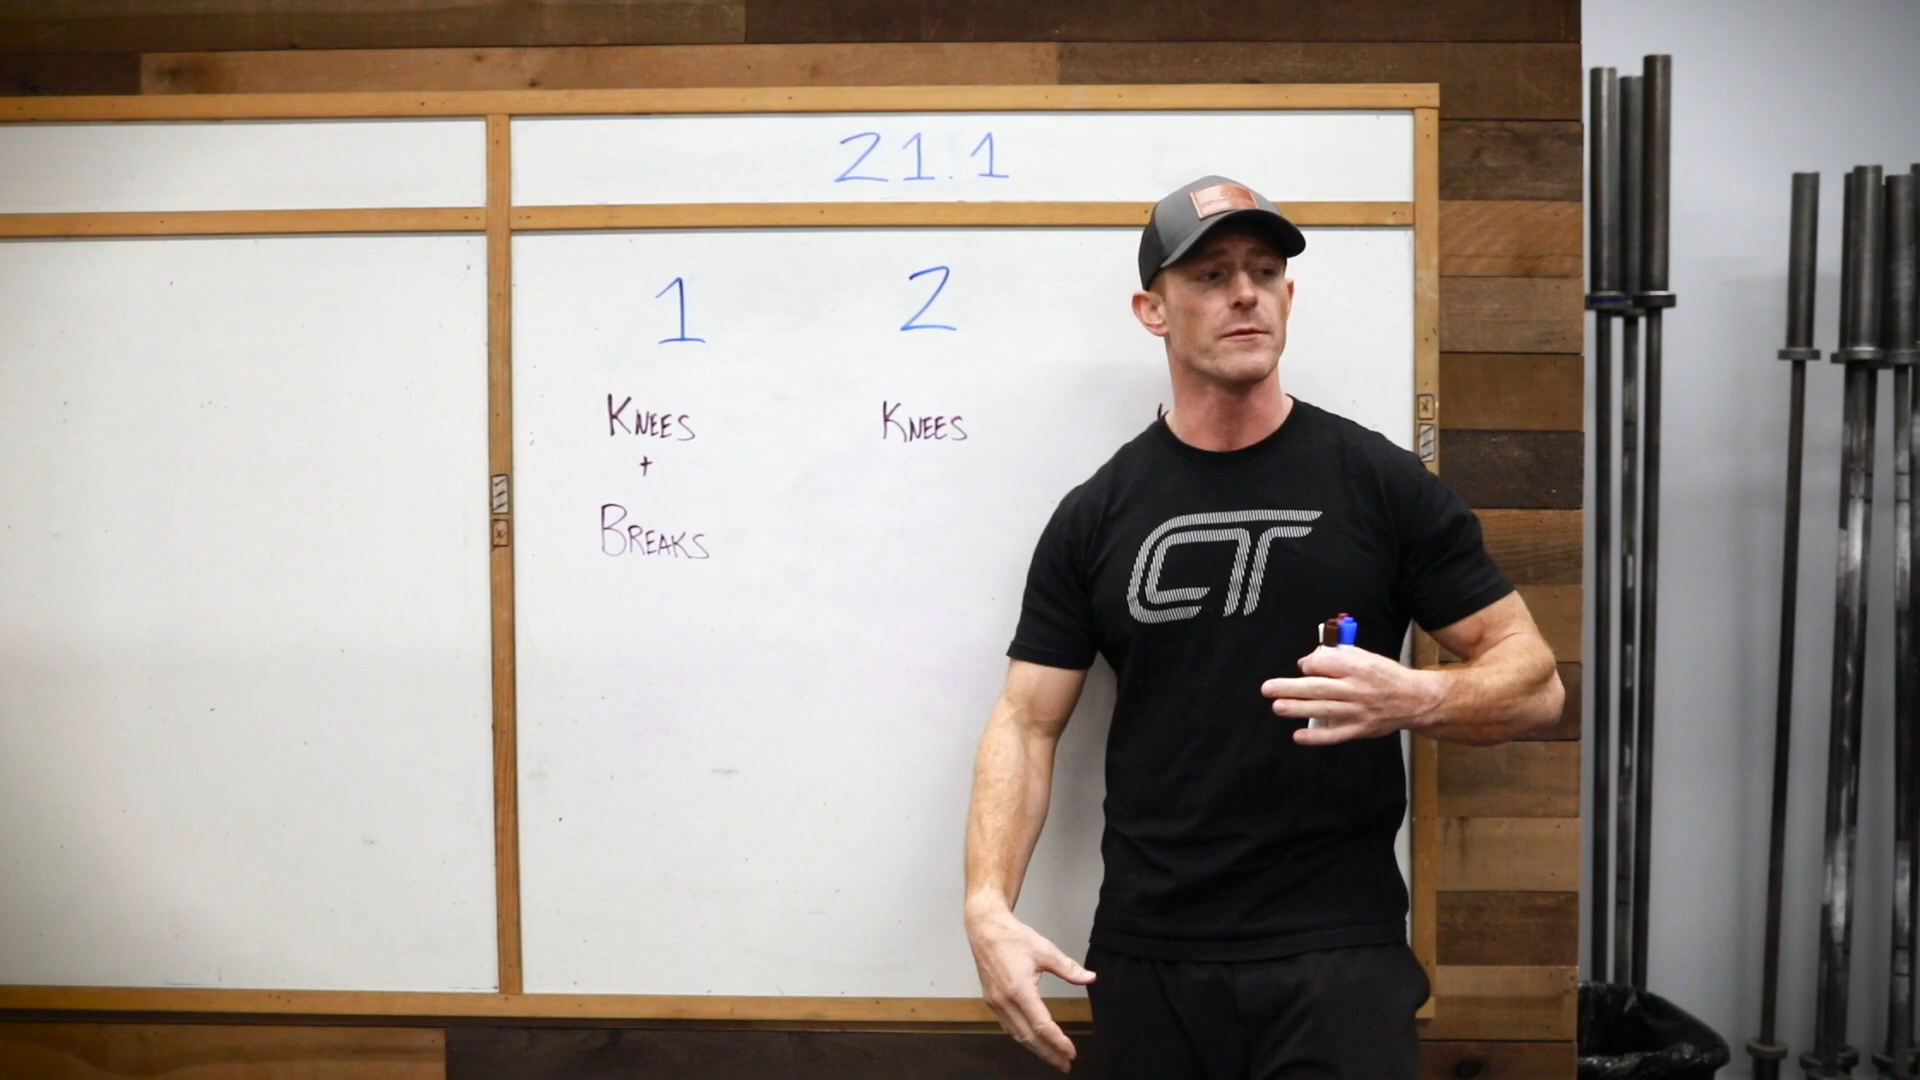 21.1
1
2
KNEES
+
BREAKS
KNEES
CT